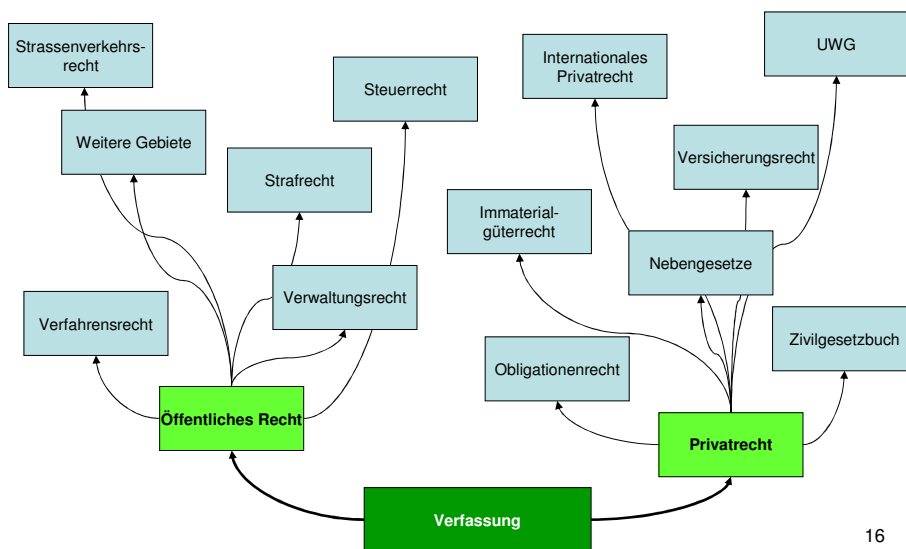 Strassenverkehrs-
recht
Internationales
Privatrecht
UWG
Steuerrecht
Weitere Gebiete
Versicherungsrecht
Strafrecht
Immaterial-
güterrecht
Nebengesetze
Verwaltungsrecht
Verfahrensrecht
Zivilgesetzbuch
Obligationenrecht
Öffentliches Recht
Privatrecht
Verfassung
16